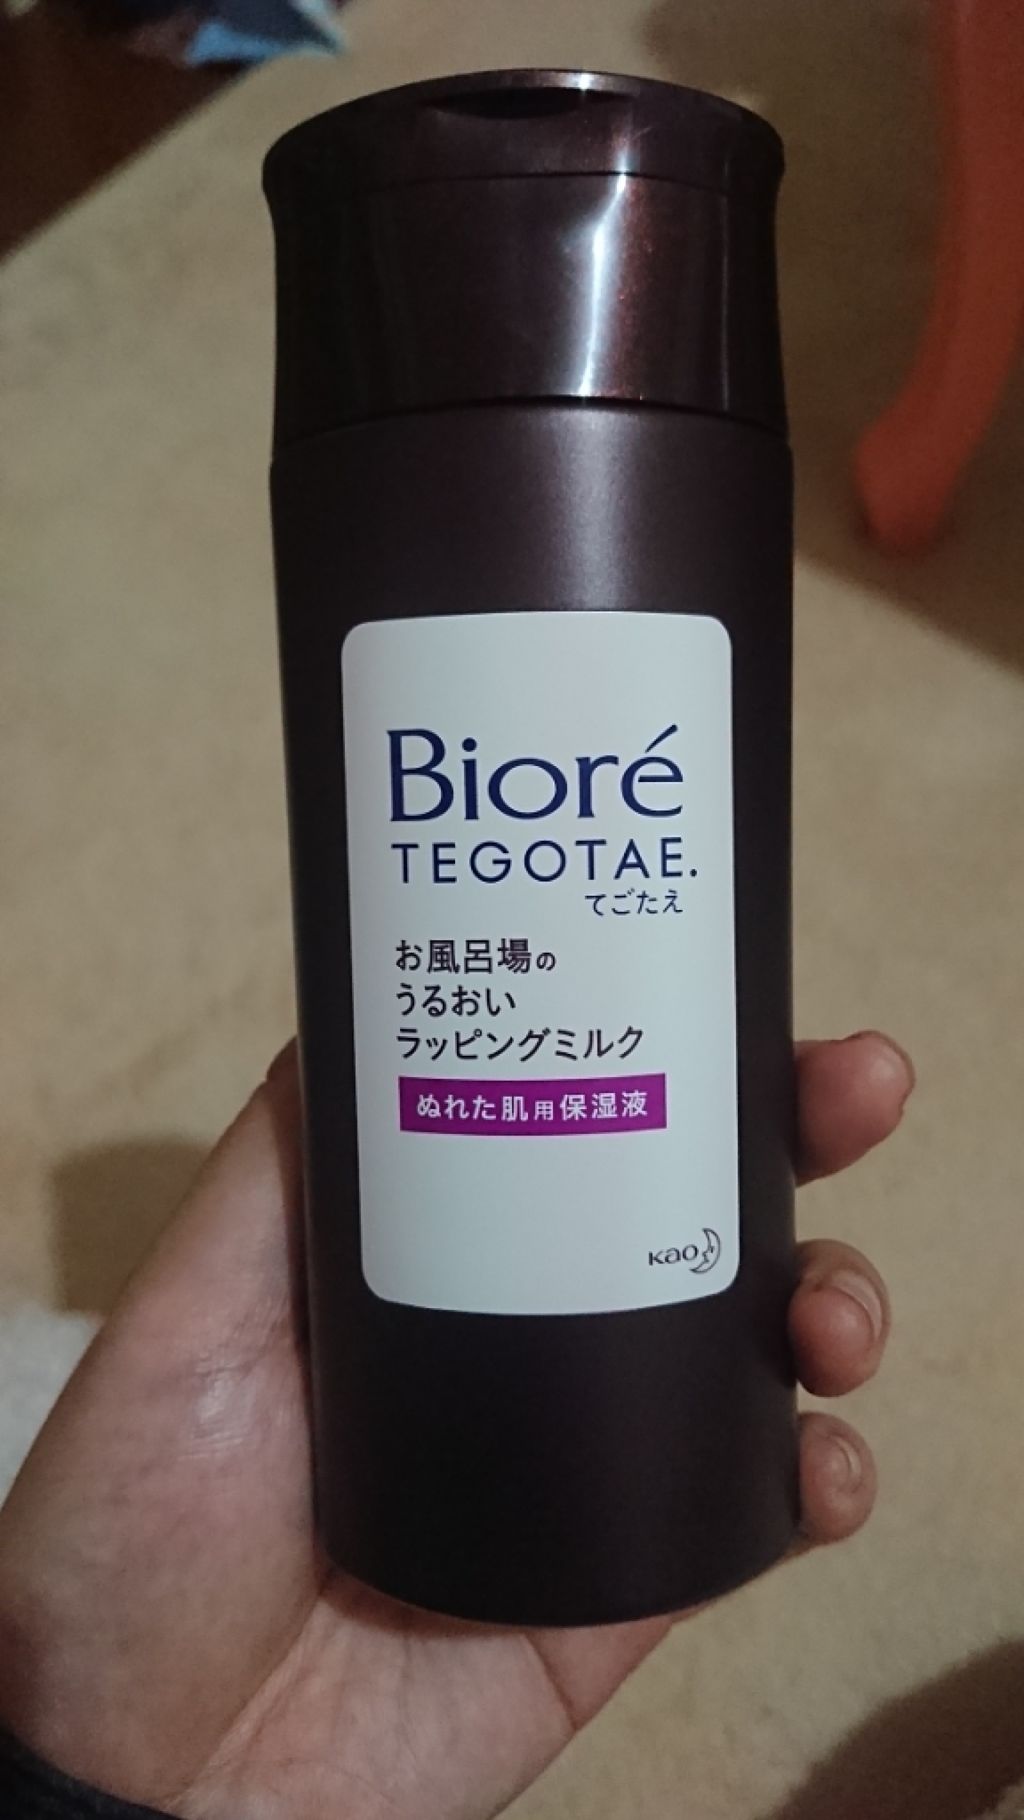 Bioré
TEGOTAE.
てごたえ
お風呂場の
うるおい
ラッピングミルク
ぬれた肌用保湿液
Kao